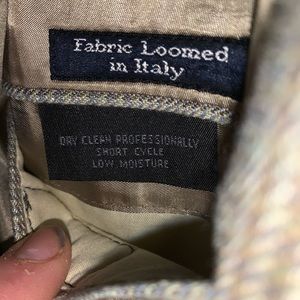 Fabric Loomed
in Italy
DRY CLEAN PROFESSIONALLY
SHORT CYCLE
LOW MOISTURE